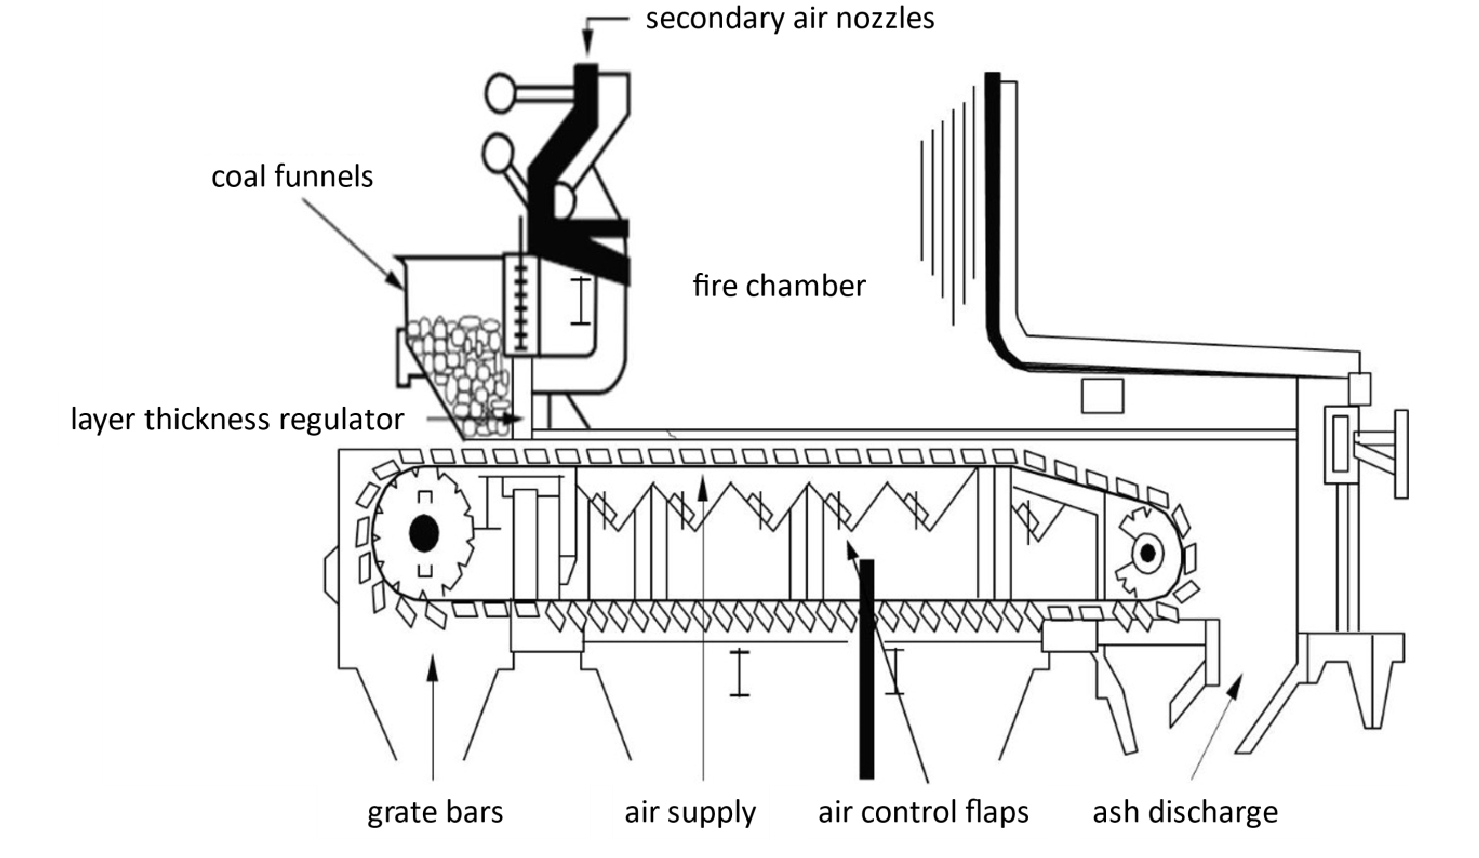 secondary air nozzles
coal funnels
fire chamber
layer thickness regulator
grate bars
air supply
air control flaps
ash discharge